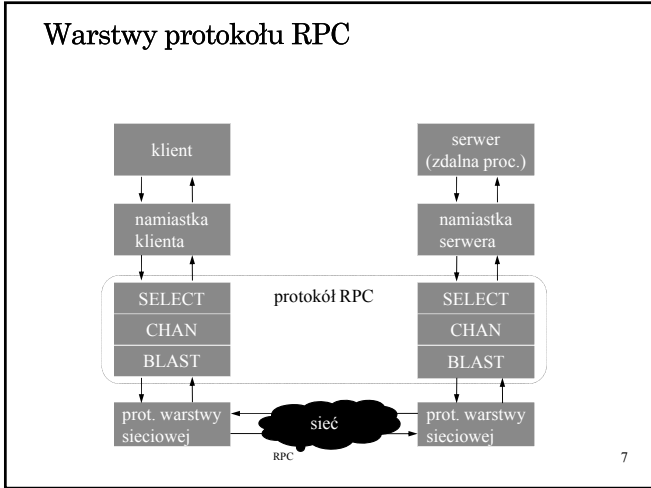 Warstwy protokołu RPC
klient
serwer
(zdalna proc.)
namiastka
klienta
namiastka
serwera
protokół RPC
SELECT
CHAN
BLAST
SELECT
CHAN
BLAST
prot. warstwy
sieciowej
sieć
prot. warstwy
sieciowej
RPC
7